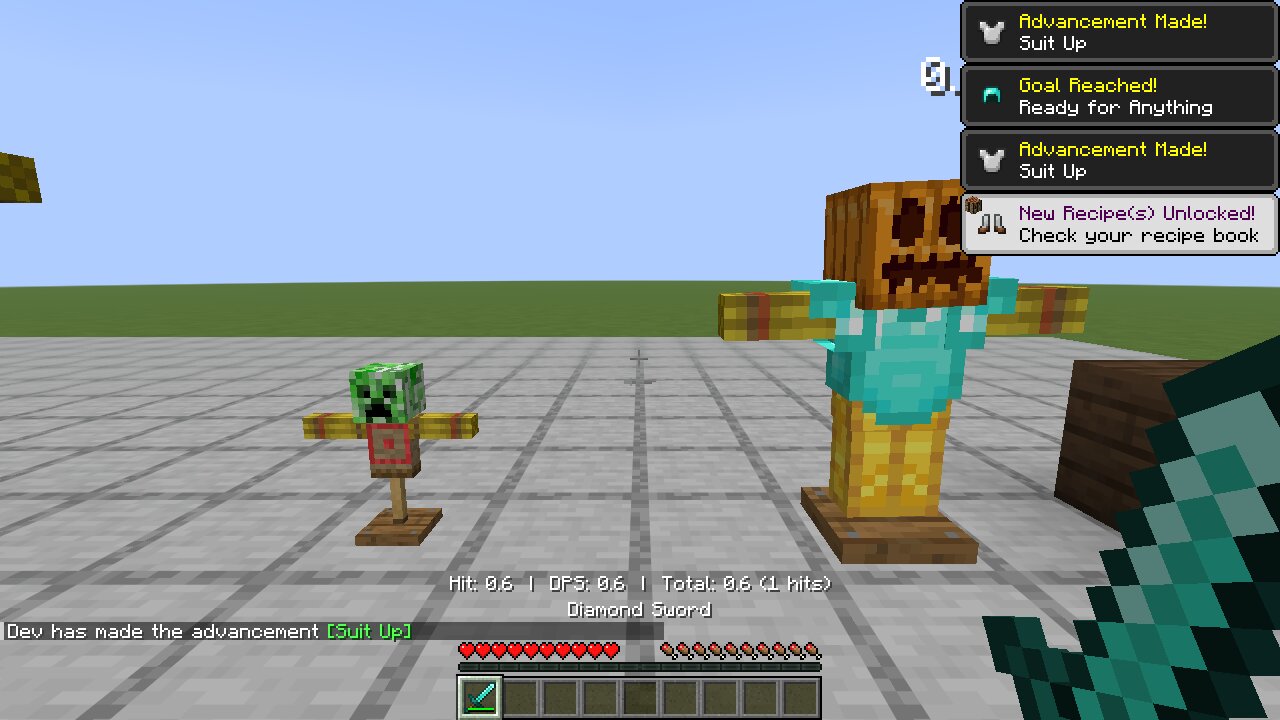 Advancement Made!
Suit Up
0.
Goal Reached!
Ready for Anything
Advancement Made!
Suit Up
New Recipe(s) Unlocked!
Check your recipe book
Hit: 0.6 | DPS: 0.6 | Total: 0.6 (1 hits)
Diamond Sword
Dev has made the advancement [Suit Up]